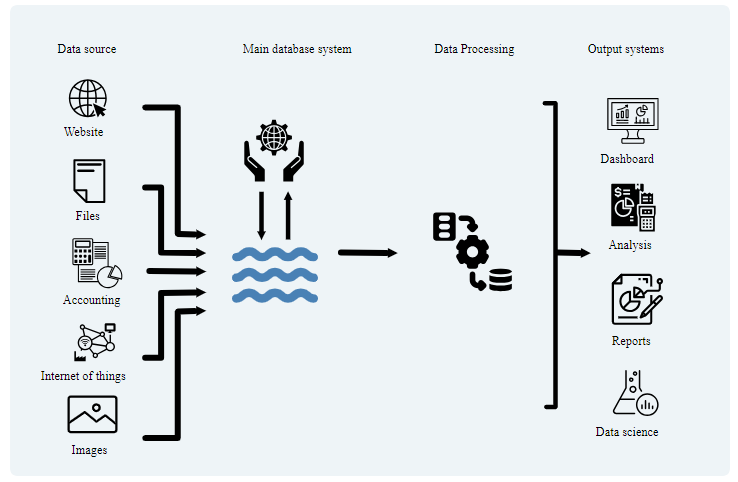 Data source
Main database system
Data Processing
Output systems
Website
Files
Accounting
Internet of things
Images
Dashboard
Analysis
Reports
Data science